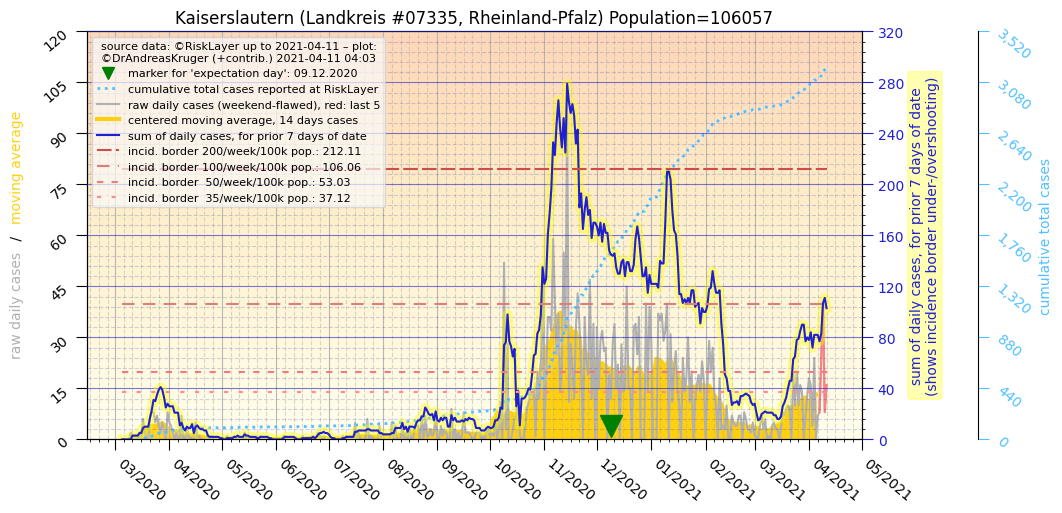 Kaiserslautern (Landkreis #07335, Rheinland-Pfalz) Population=106057
source data: ©RiskLayer up to 2021-04-11 – plot:
©DrAndreasKruger (+contrib.) 2021-04-11 04:03
marker for 'expectation day': 09.12.2020
cumulative total cases reported at RiskLayer
raw daily cases (weekend-flawed), red: last 5
centered moving average, 14 days cases
sum of daily cases, for prior 7 days of date
incid. border 200/week/100k pop.: 212.11
incid. border 100/week/100k pop.: 106.06
incid. border  50/week/100k pop.: 53.03
incid. border  35/week/100k pop.: 37.12
raw daily cases / moving average
120
105
90
75
60
45
30
15
0
320
280
240
200
160
120
80
40
0
sum of daily cases, for prior 7 days of date
(shows incidence border under-/overshooting)
3,520
3,080
2,640
2,200
1,760
1,320
880
440
0
cumulative total cases
03/2020
04/2020
05/2020
06/2020
07/2020
08/2020
09/2020
10/2020
11/2020
12/2020
01/2021
02/2021
03/2021
04/2021
05/2021